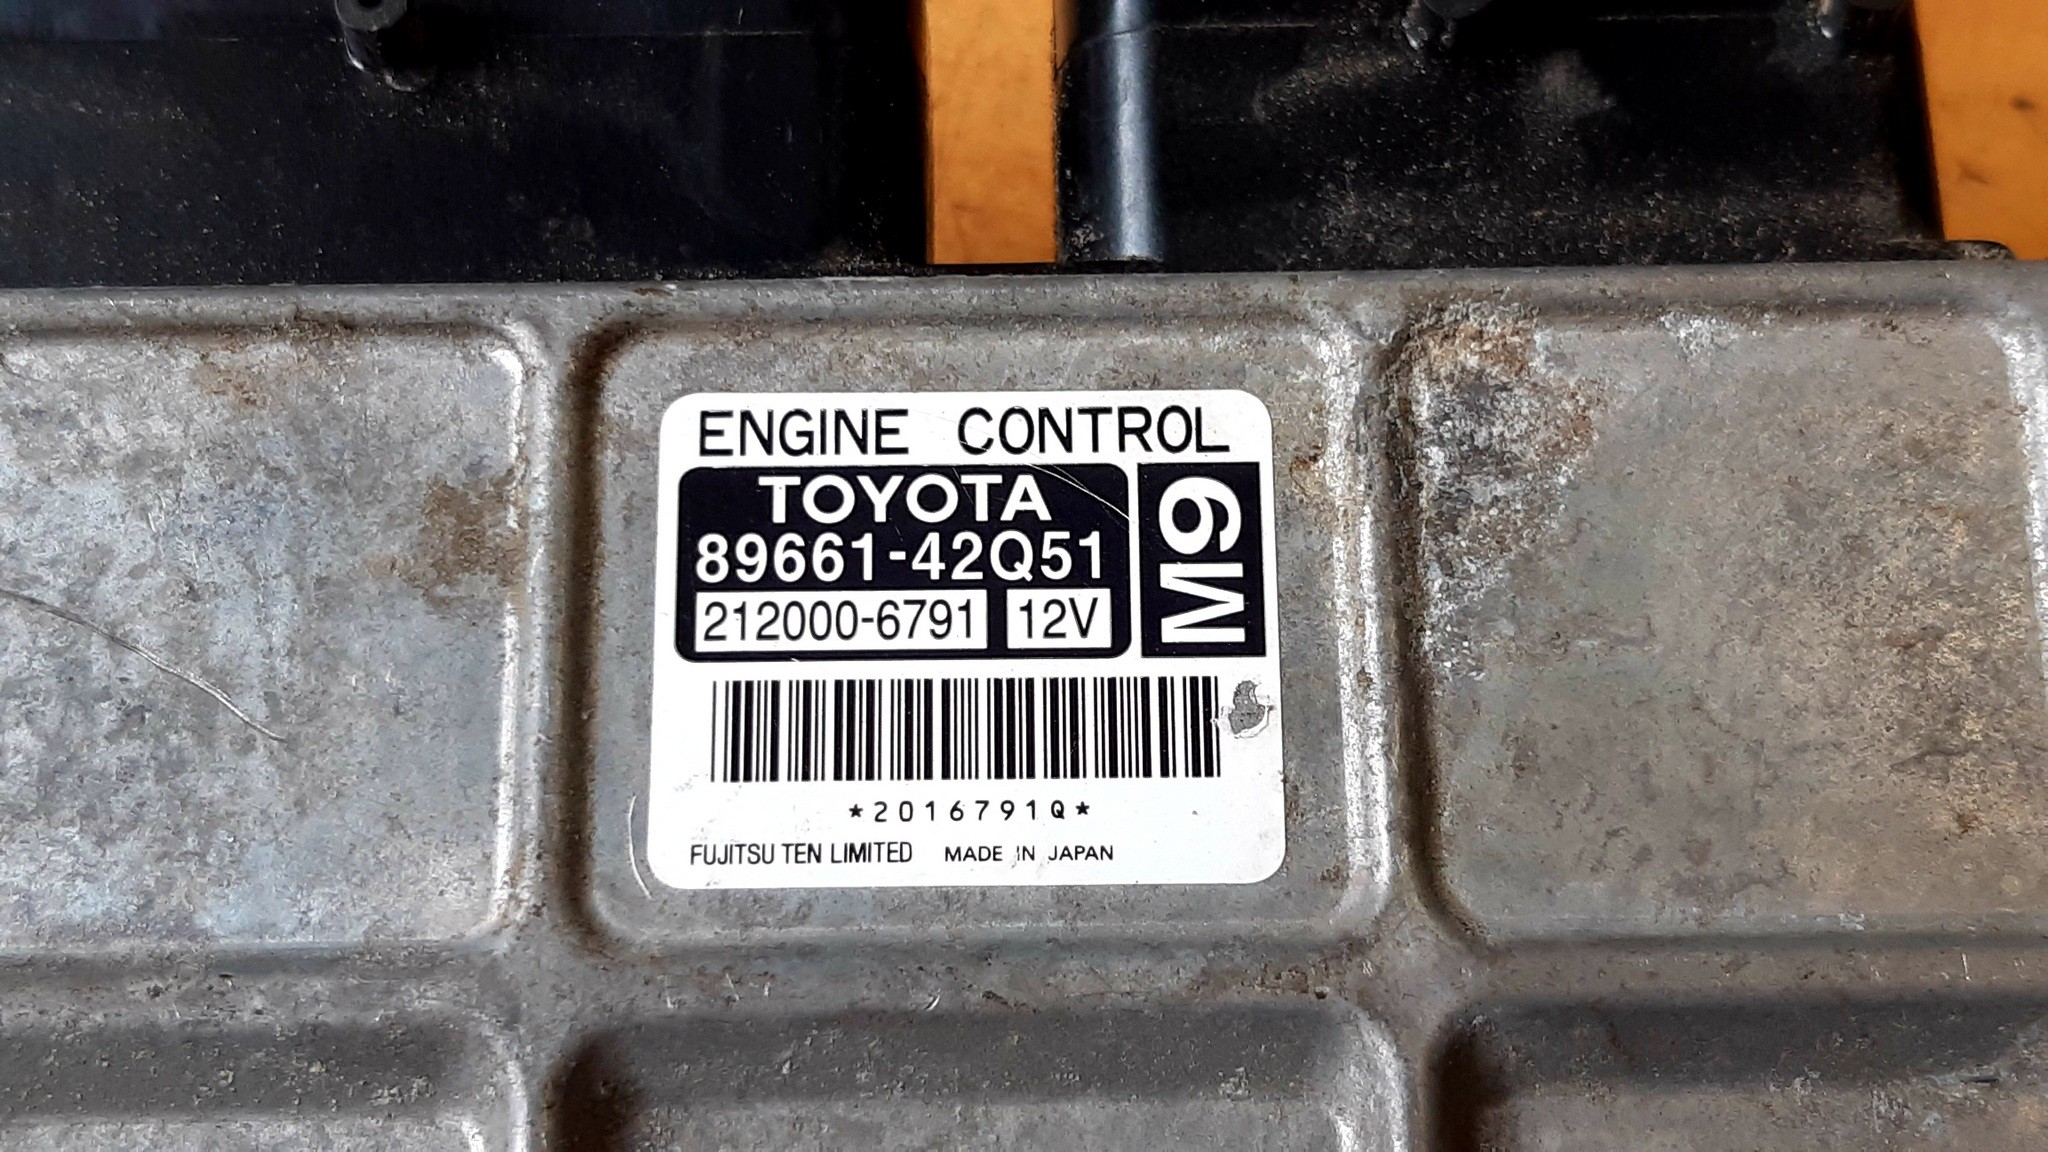 ENGINE CONTROL
TOYOTA
89661-42Q51
212000-6791 12V
M9
*2016791Q*
FUJITSU TEN LIMITED MADE IN JAPAN